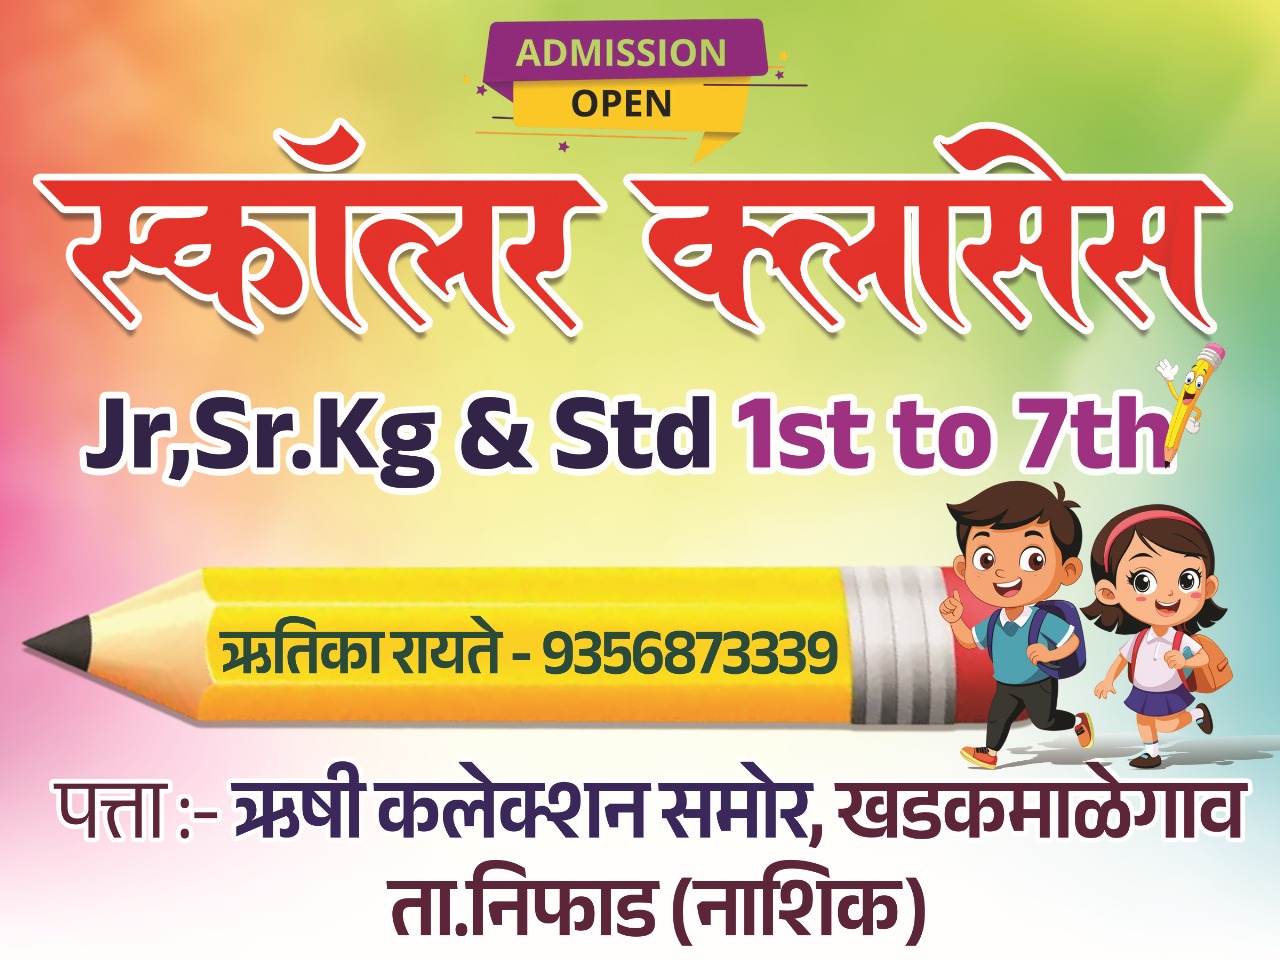 ADMISSION
OPEN
स्कॉलर क्लासेस
Jr,Sr.Kg & Std 1st to 7th
ऋतिका रायते - 9356873339
पत्ता :- ऋषी कलेक्शन समोर, खडकमाळेगाव
ता.निफाड (नाशिक)